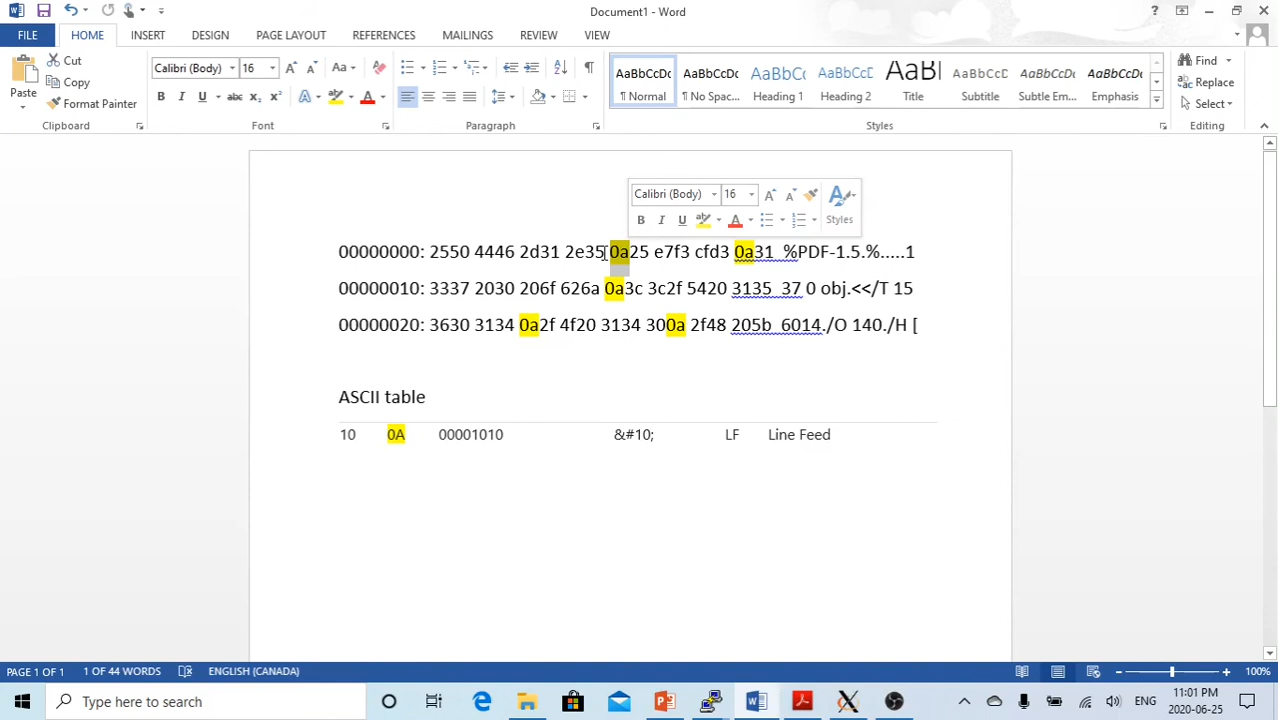 Document1 - Word
?
FILE HOME INSERT DESIGN PAGE LAYOUT REFERENCES MAILINGS REVIEW VIEW
Paste
Cut
Copy
Format Painter
Clipboard
Calibri (Body) 16
Font
Paragraph
AaBbCcDc AaBbCcDc AaBbCc AaBbCcC AaBI AaBbCcD AaBbCcDc AaBbCcDc
¶ Normal ¶ No Spac... Heading 1 Heading 2 Title Subtitle Subtle Em... Emphasis
Styles
Find
Replace
Select
Editing
Calibri (Body) 16
Styles
00000000: 2550 4446 2d31 2e35 0a25 e7f3 cfd3 0a31 %PDF-1.5.%.....1
00000010: 3337 2030 206f 626a 0a3c 3c2f 5420 3135 37 0 obj.<</T 15
00000020: 3630 3134 0a2f 4f20 3134 300a 2f48 205b 6014./O 140./H [
ASCII table
10 0A 00001010 &#10; LF Line Feed
PAGE 1 OF 1 1 OF 44 WORDS ENGLISH (CANADA) 100%
Type here to search
ENG
11:01 PM
2020-06-25